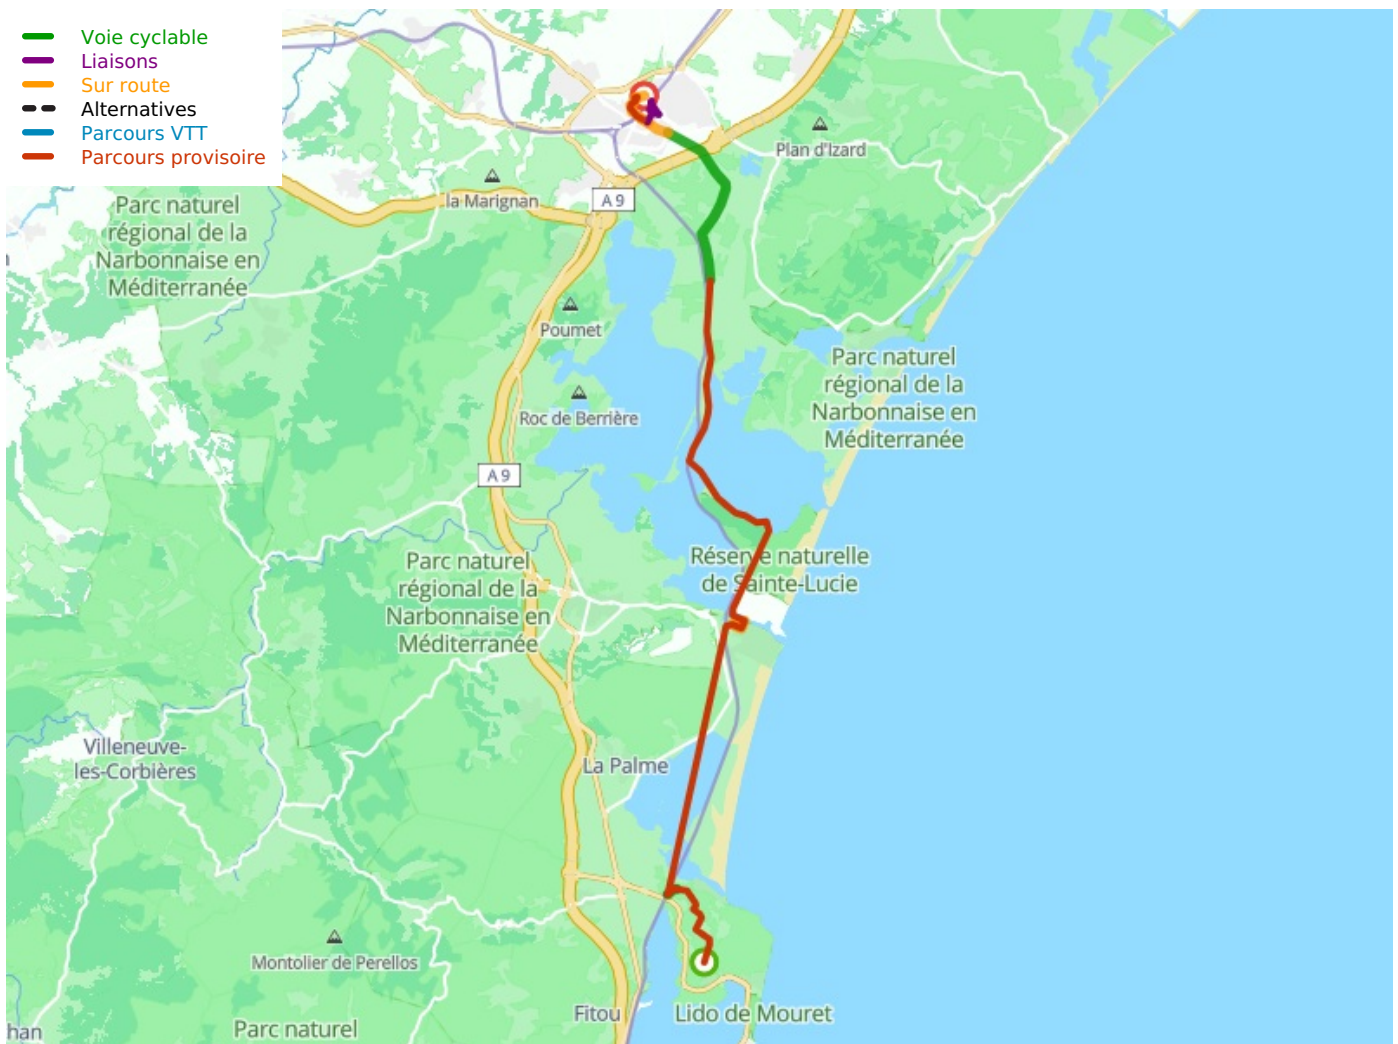 Voie cyclable
Liaisons
Sur route
Alternatives
Parcours VTT
Parcours provisoire
Plan d'Izard
la Marignan
A 9
Parc naturel
régional de la
Narbonnaise en
Méditerranée
Poumet
Parc naturel
régional de la
Narbonnaise en
Méditerranée
Roc de Berrière
A 9
Réserve naturelle
de Sainte-Lucie
Parc naturel
régional de la
Narbonnaise en
Méditerranée
Villeneuve-
les-Corbières
La Palme
Montolier de Perellos
Fitou
Lido de Mouret
han
Parc naturel